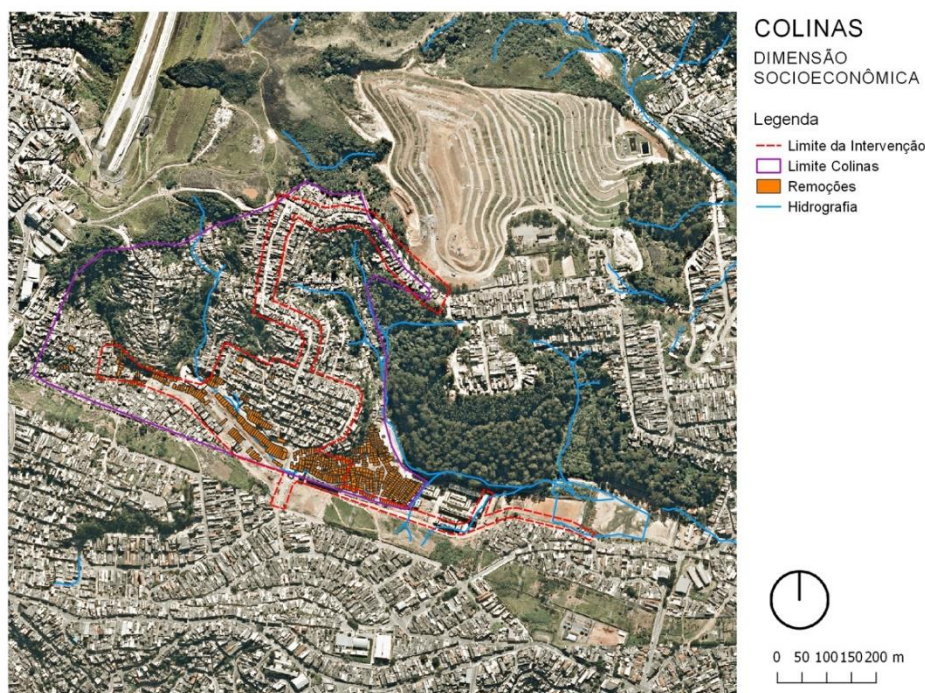 COLINAS
DIMENSÃO
SOCIOECONÔMICA
Legenda
Limite da Intervenção
Limite Colinas
Remoções
Hidrografia
0 50 100 150 200 m